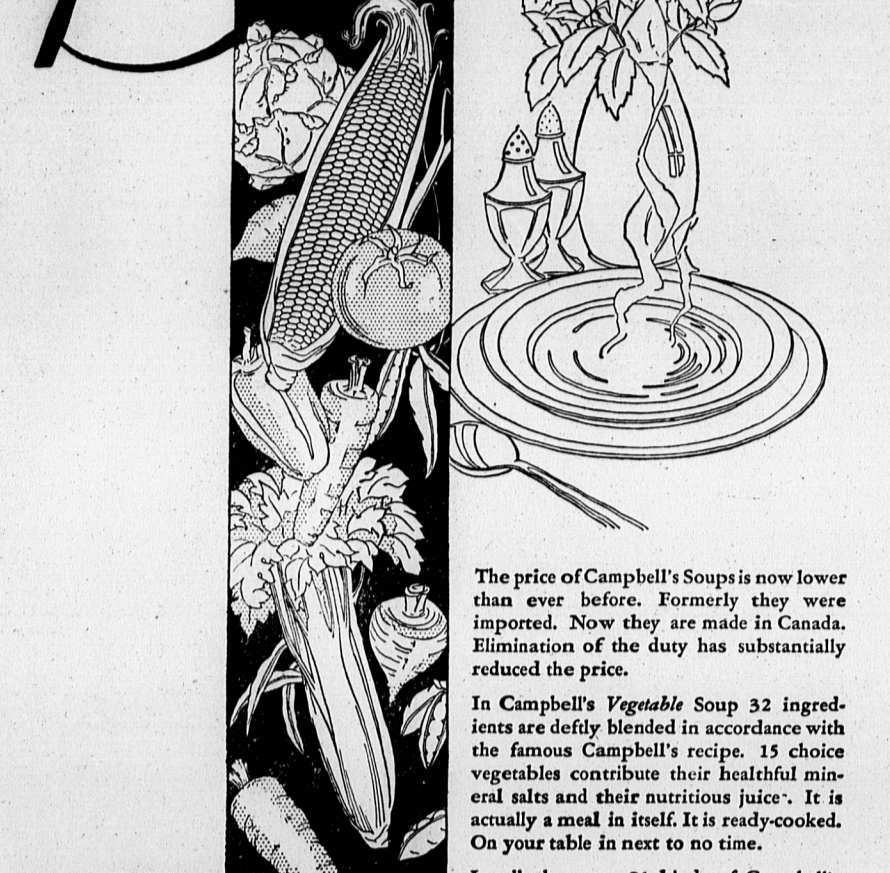 The price of Campbell's Soups is now lower
than ever before. Formerly they were
imported. Now they are made in Canada.
Elimination of the duty has substantially
reduced the price.
In Campbell's Vegetable Soup 32 ingred-
ients are deftly blended in accordance with
the famous Campbell's recipe. 15 choice
vegetables contribute their healthful min-
eral salts and their nutritious juice. It is
actually a meal in itself. It is ready-cooked.
On your table in next to no time.